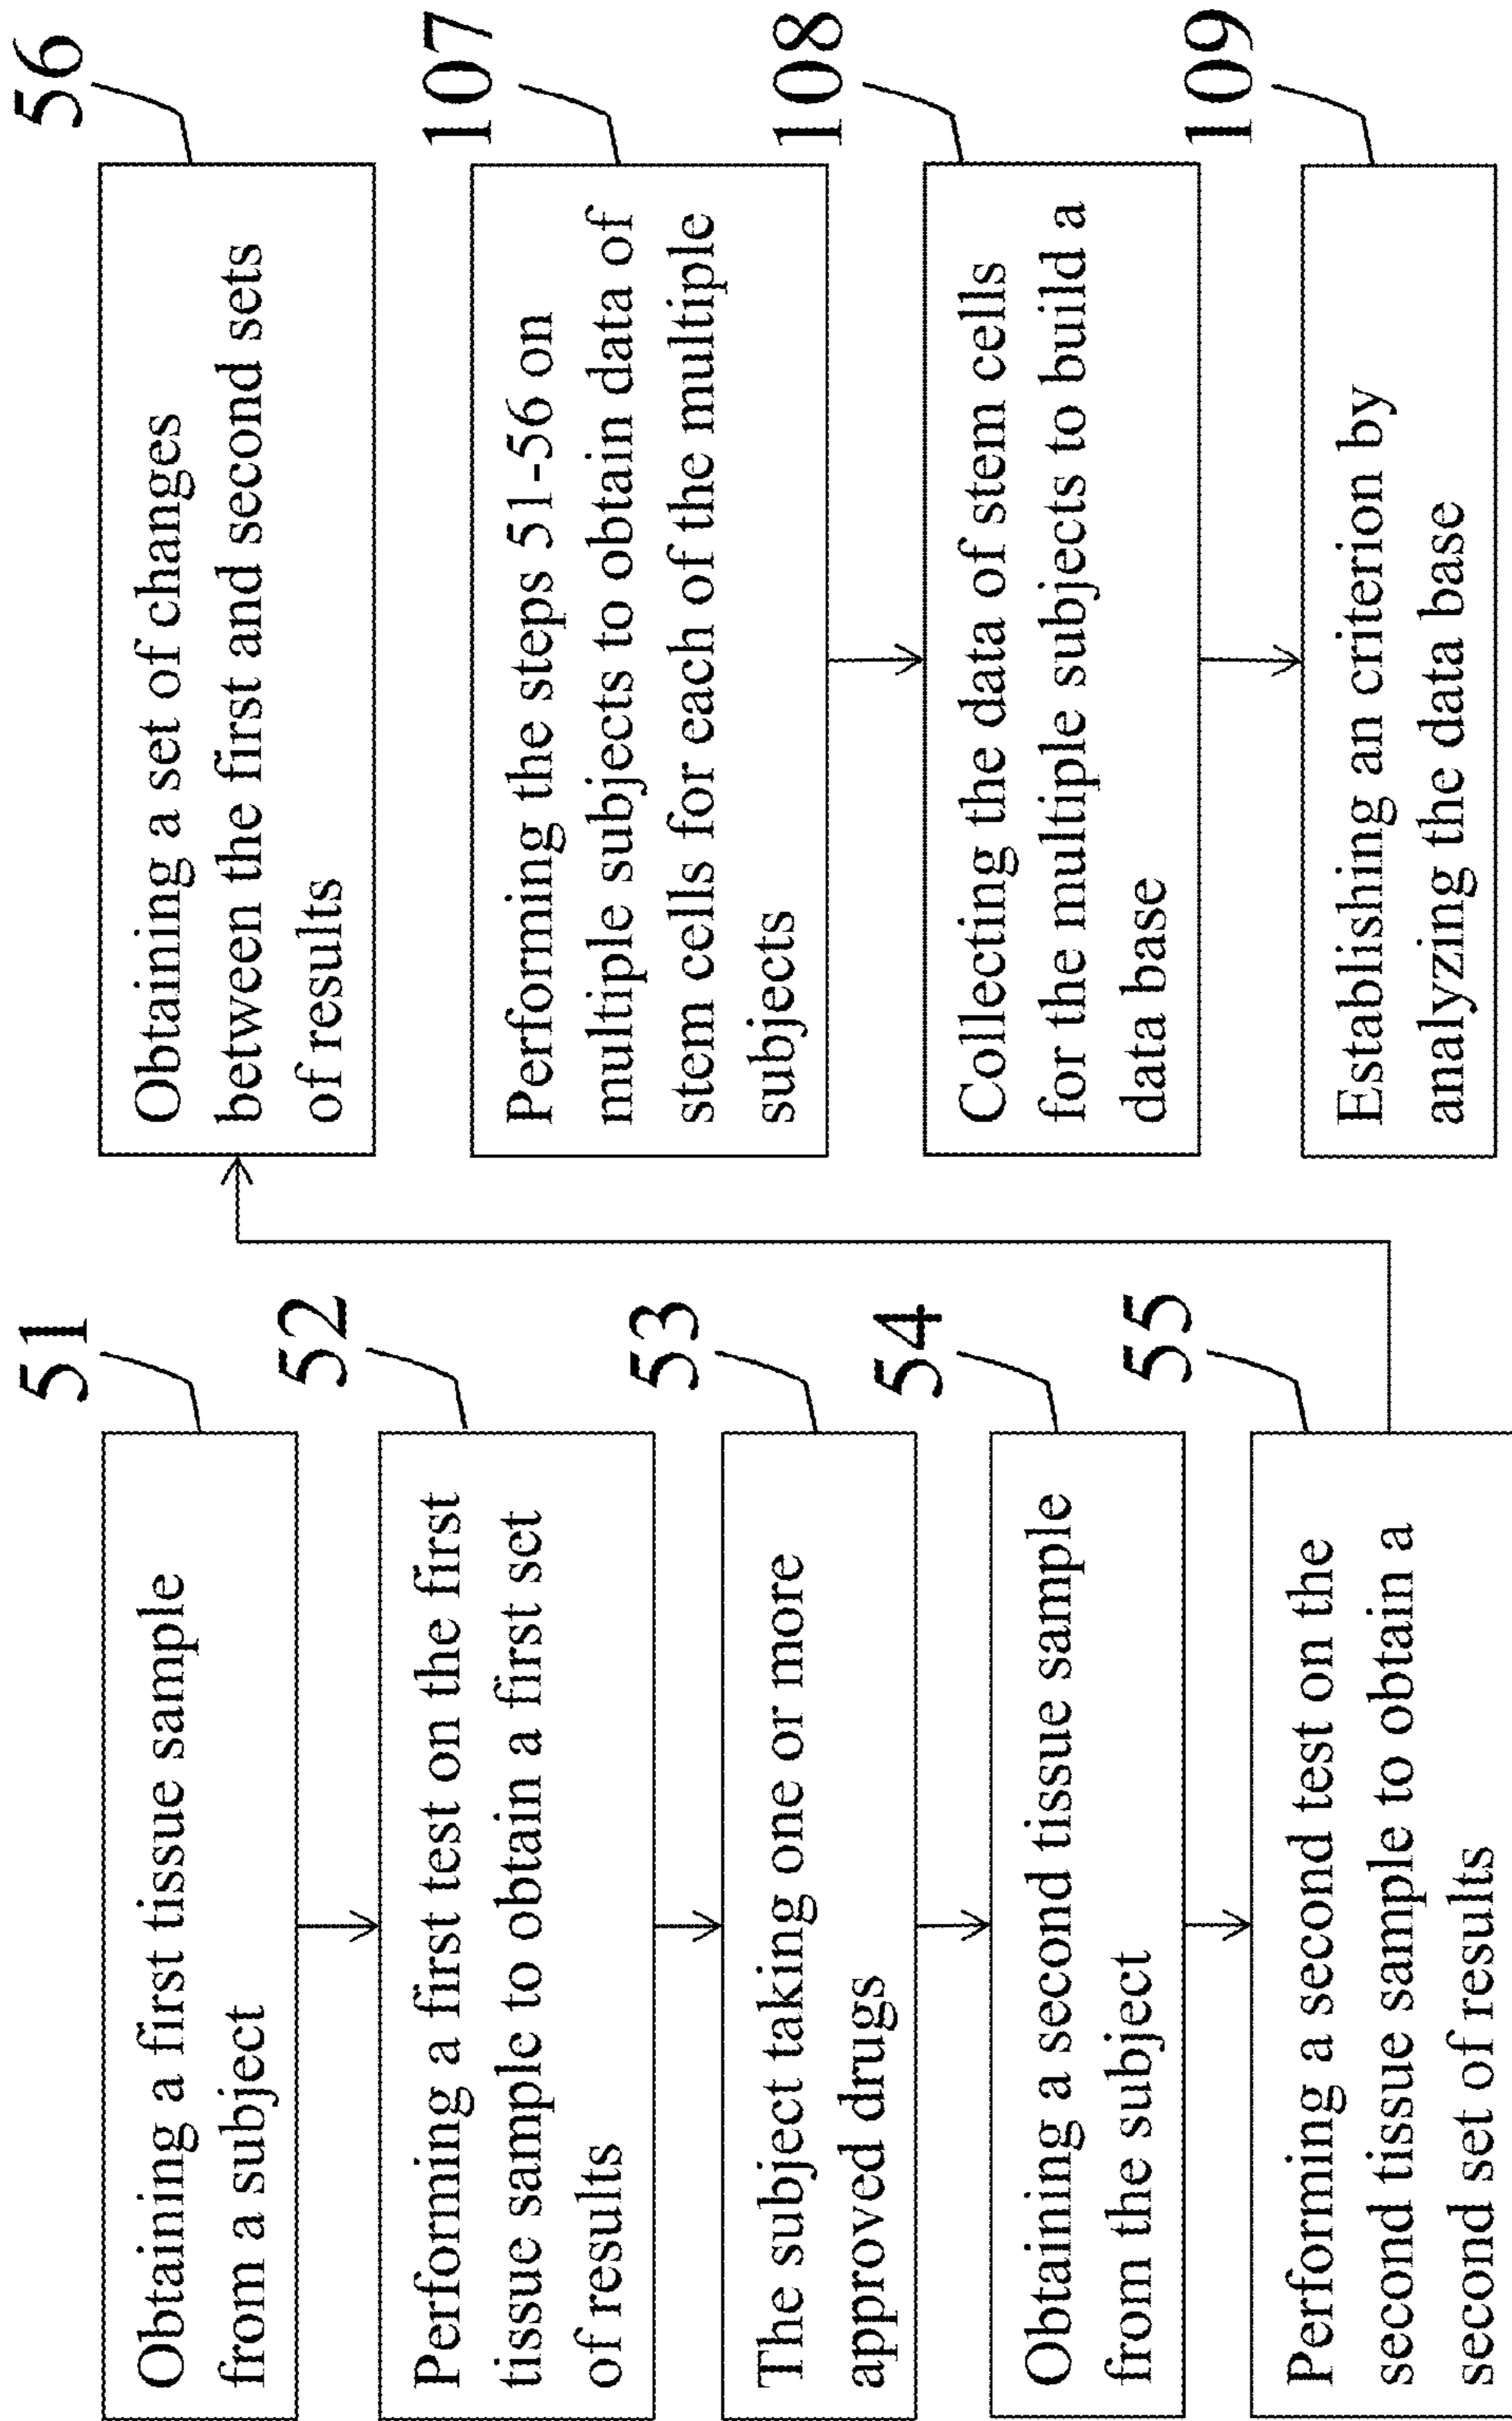 51
Obtaining a first tissue sample
from a subject
52
Performing a first test on the first
tissue sample to obtain a first set
of results
53
The subject taking one or more
approved drugs
54
Obtaining a second tissue sample
from the subject
55
Performing a second test on the
second tissue sample to obtain a
second set of results
56
Obtaining a set of changes
between the first and second sets
of results
107
Performing the steps 51-56 on
multiple subjects to obtain data of
stem cells for each of the multiple
subjects
108
Collecting the data of stem cells
for the multiple subjects to build a
data base
109
Establishing an criterion by
analyzing the data base